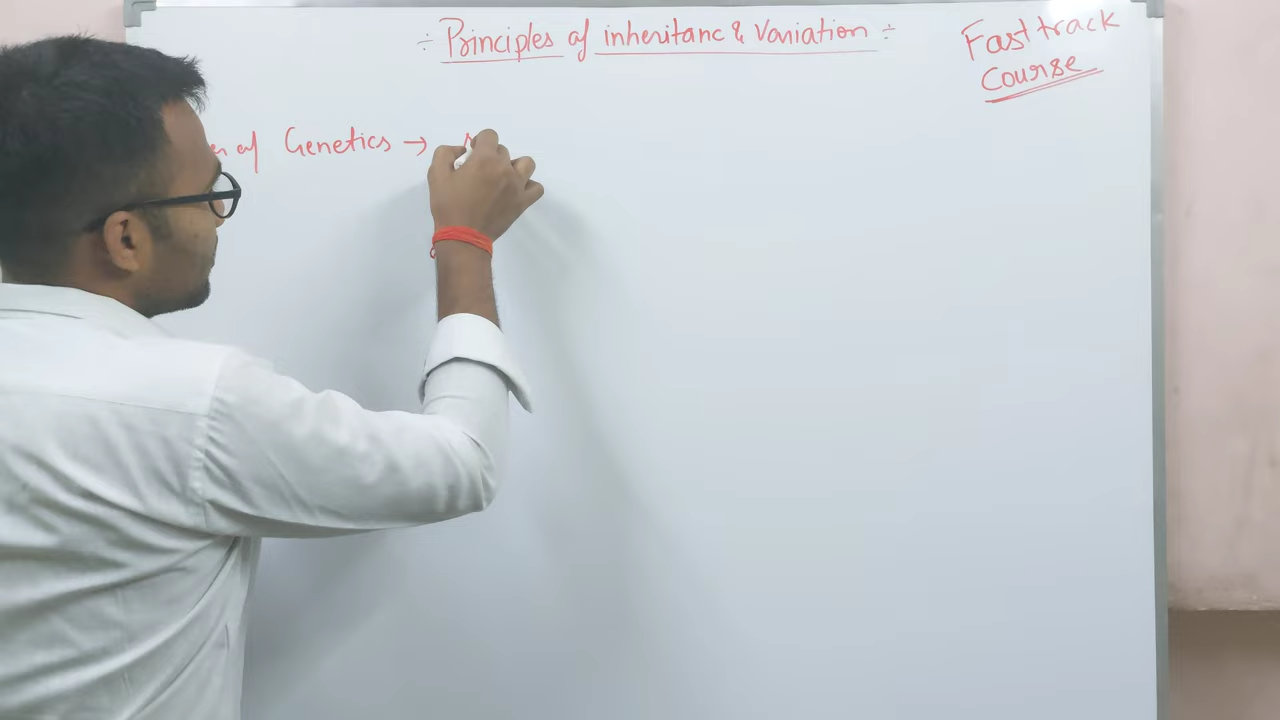 ÷ Principles of inheritanc & Variation ÷
Fast track
Course
of Genetics →